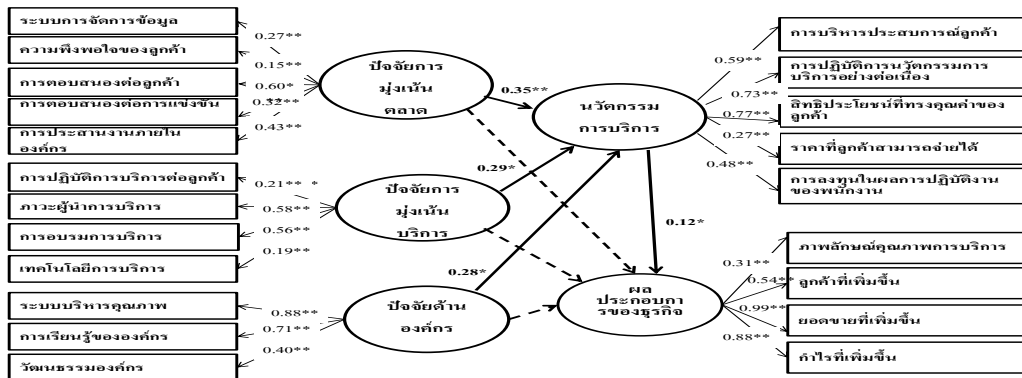 ระบบการจัดการข้อมูล
ความพึงพอใจของลูกค้า
การตอบสนองต่อลูกค้า
การตอบสนองต่อการแข่งขัน
การประสานงานภายใน
องค์กร
0.27**
0.15**
0.60*
0.32**
0.43**
ปัจจัยการ
มุ่งเน้น
ตลาด
การปฏิบัติการบริการต่อลูกค้า
ภาวะผู้นำการบริการ
การอบรมการบริการ
เทคโนโลยีการบริการ
0.21** *
0.58**
0.56**
0.19**
ปัจจัยการ
มุ่งเน้น
บริการ
ระบบบริหารคุณภาพ
การเรียนรู้ขององค์กร
วัฒนธรรมองค์กร
0.88**
0.71**
0.40**
ปัจจัยด้าน
องค์กร
0.35**
0.29*
0.28*
0.12*
นวัตกรรม
การบริการ
ผล
ประกอบกา
รของธุรกิจ
0.59**
0.73**
0.77**
0.27**
0.48**
การบริหารประสบการณ์ลูกค้า
การปฏิบัติการนวัตกรรมการ
บริการอย่างต่อเนื่อง
สิทธิประโยชน์ที่ทรงคุณค่าของ
ลูกค้า
ราคาที่ลูกค้าสามารถจ่ายได้
การลงทุนในผลการปฏิบัติงาน
ของพนักงาน
0.31**
0.54**
0.99**
0.88**
ภาพลักษณ์คุณภาพการบริการ
ลูกค้าที่เพิ่มขึ้น
ยอดขายที่เพิ่มขึ้น
กำไรที่เพิ่มขึ้น